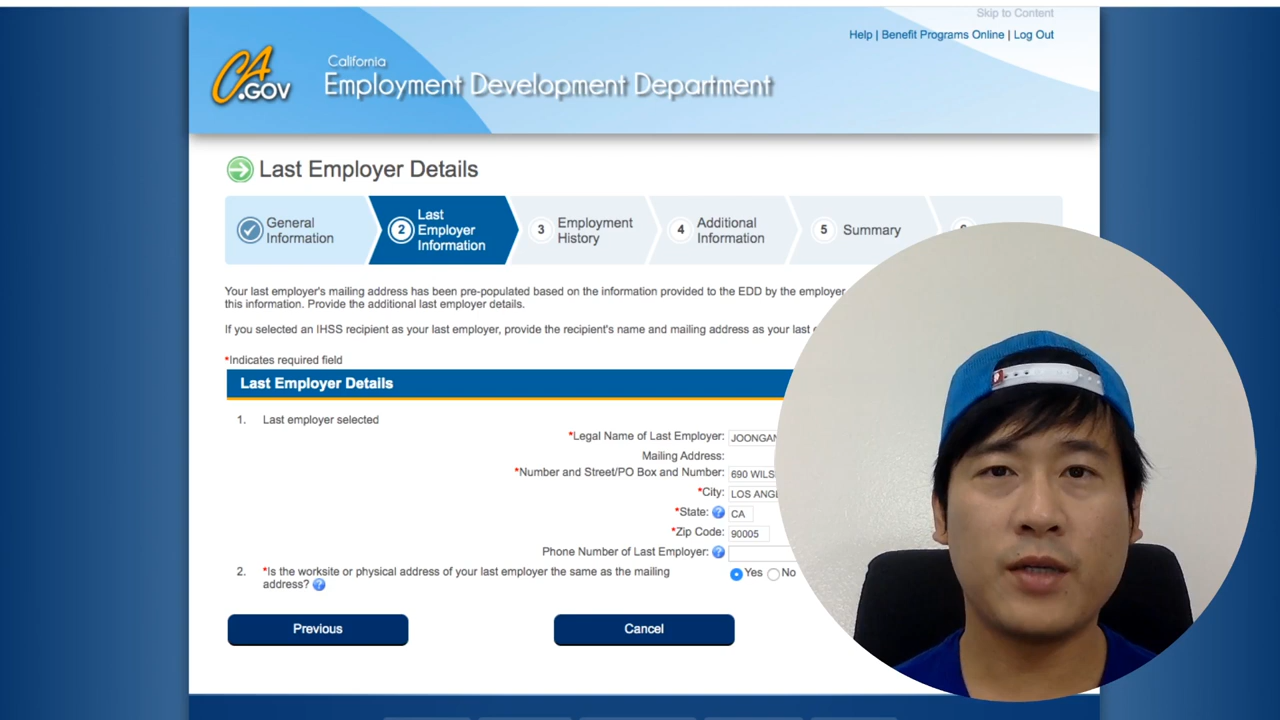 Skip to Content
Help | Benefit Programs Online | Log Out
CA
.GOV
California
Employment Development Department
Last Employer Details
General
Information
2
Last
Employer
Information
3
Employment
History
4
Additional
Information
5
Summary
Your last employer's mailing address has been pre-populated based on the information provided to the EDD by the employer
this information. Provide the additional last employer details.
If you selected an IHSS recipient as your last employer, provide the recipient's name and mailing address as your last
*Indicates required field
Last Employer Details
1. Last employer selected
*Legal Name of Last Employer: JOONGAN
Mailing Address:
*Number and Street/PO Box and Number: 690 WILS
*City: LOS ANGE
*State: ? CA
*Zip Code: 90005
Phone Number of Last Employer: ?
2. *Is the worksite or physical address of your last employer the same as the mailing
address? ? Yes No
Previous Cancel